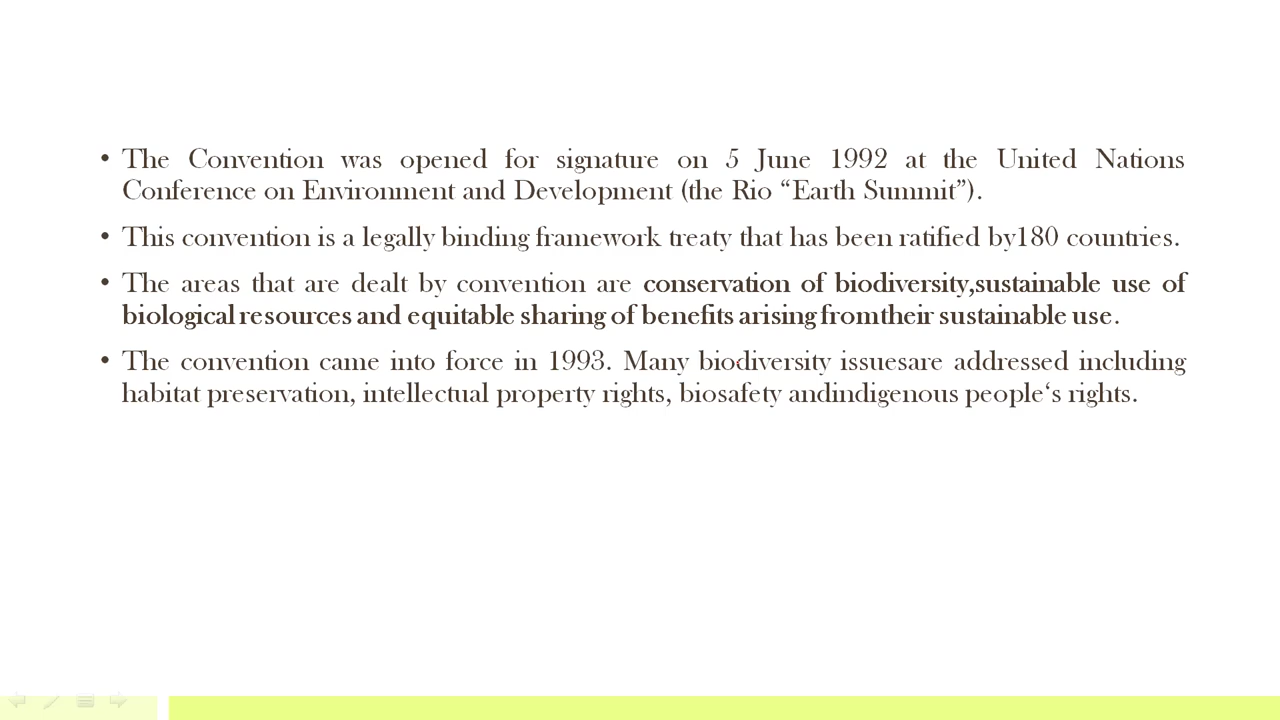 • The Convention was opened for signature on 5 June 1992 at the United Nations
Conference on Environment and Development (the Rio “Earth Summit”).
• This convention is a legally binding framework treaty that has been ratified by180 countries.
• The areas that are dealt by convention are conservation of biodiversity,sustainable use of
biological resources and equitable sharing of benefits arising fromtheir sustainable use.
• The convention came into force in 1993. Many biodiversity issuesare addressed including
habitat preservation, intellectual property rights, biosafety andindigenous people‘s rights.